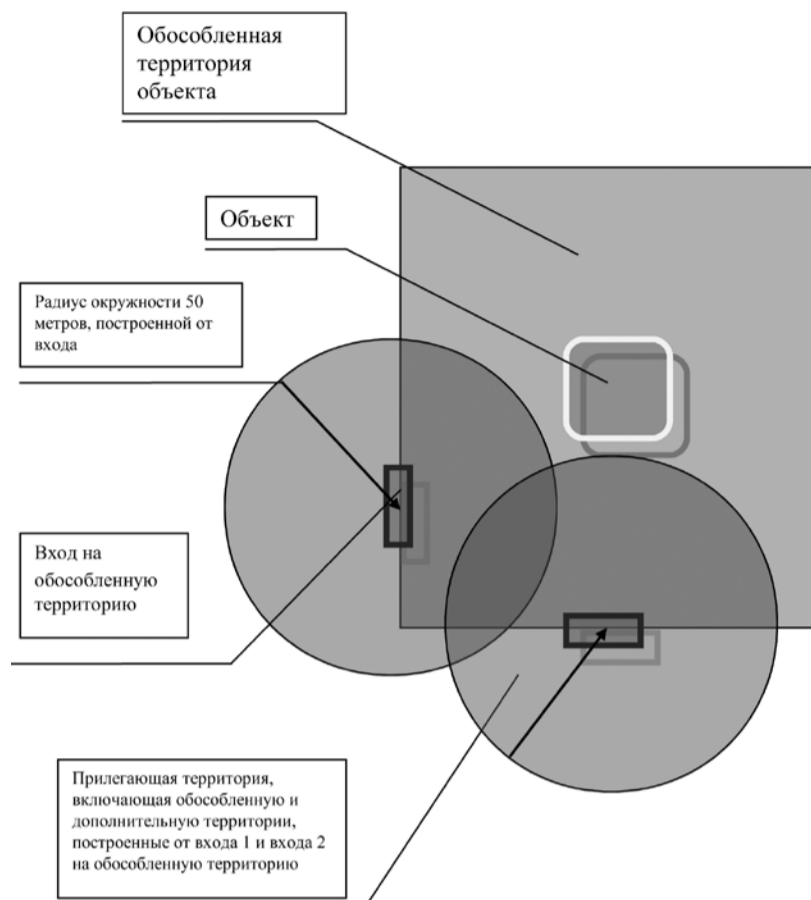 Обособленная
территория
объекта
Объект
Радиус окружности 50
метров, построенной от
входа
Вход на
обособленную
территорию
Прилегающая территория,
включающая обособленную и
дополнительную территории,
построенные от входа 1 и входа 2
на обособленную территорию